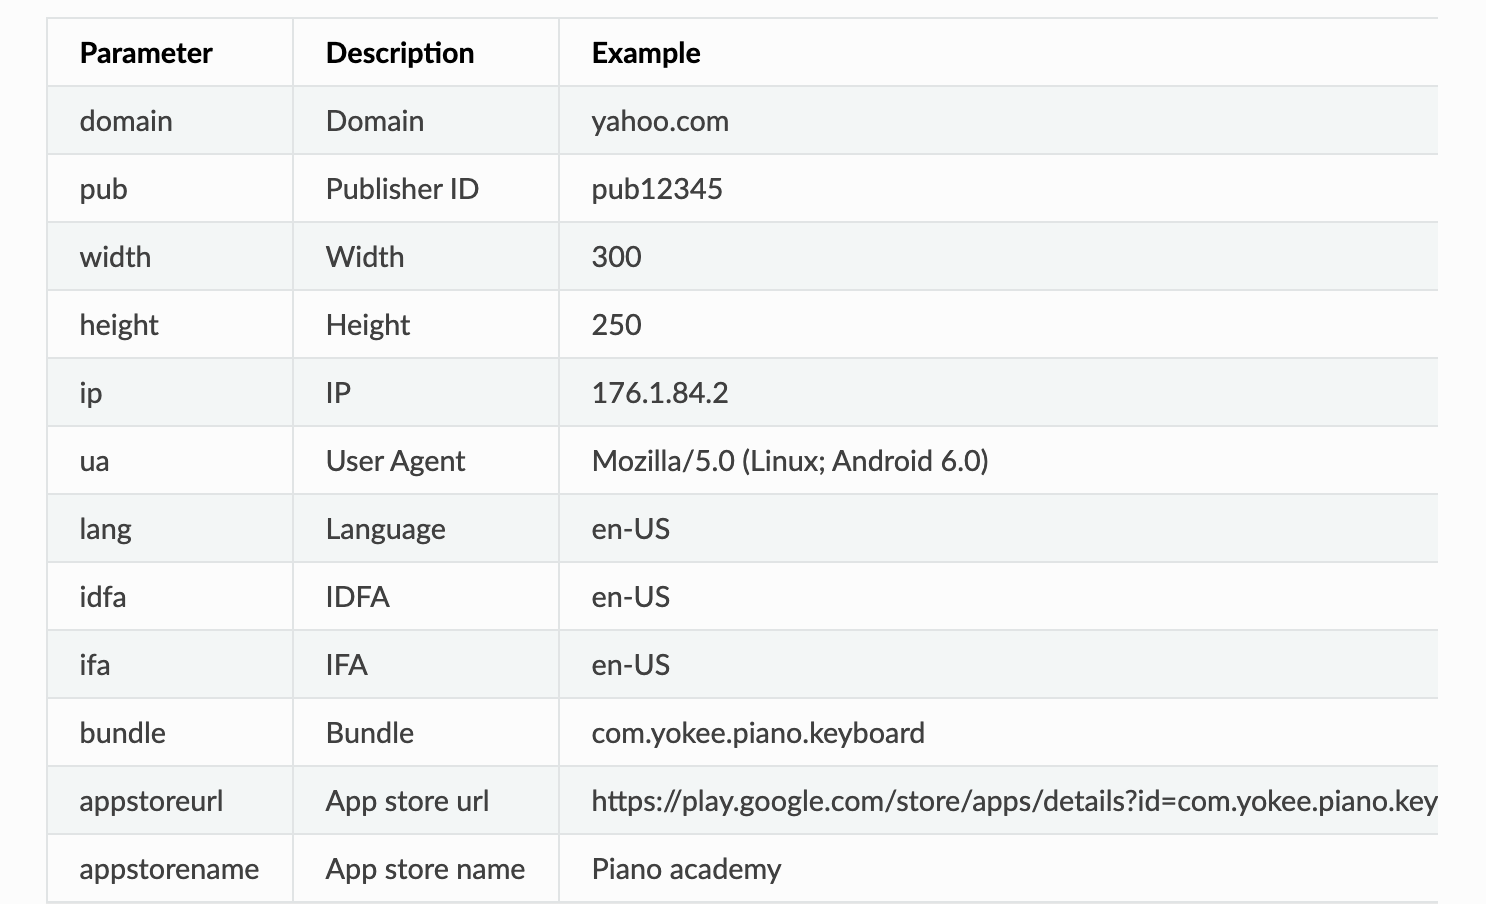 Parameter Description Example
domain Domain yahoo.com
pub Publisher ID pub12345
width Width 300
height Height 250
ip IP 176.1.84.2
ua User Agent Mozilla/5.0 (Linux; Android 6.0)
lang Language en-US
idfa IDFA en-US
ifa IFA en-US
bundle Bundle com.yokee.piano.keyboard
appstoreurl App store url https://play.google.com/store/apps/details?id=com.yokee.piano.key
appstorename App store name Piano academy